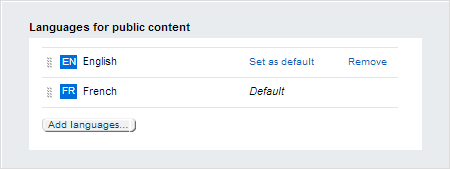 Languages for public content
EN English Set as default Remove
FR French Default
Add languages...